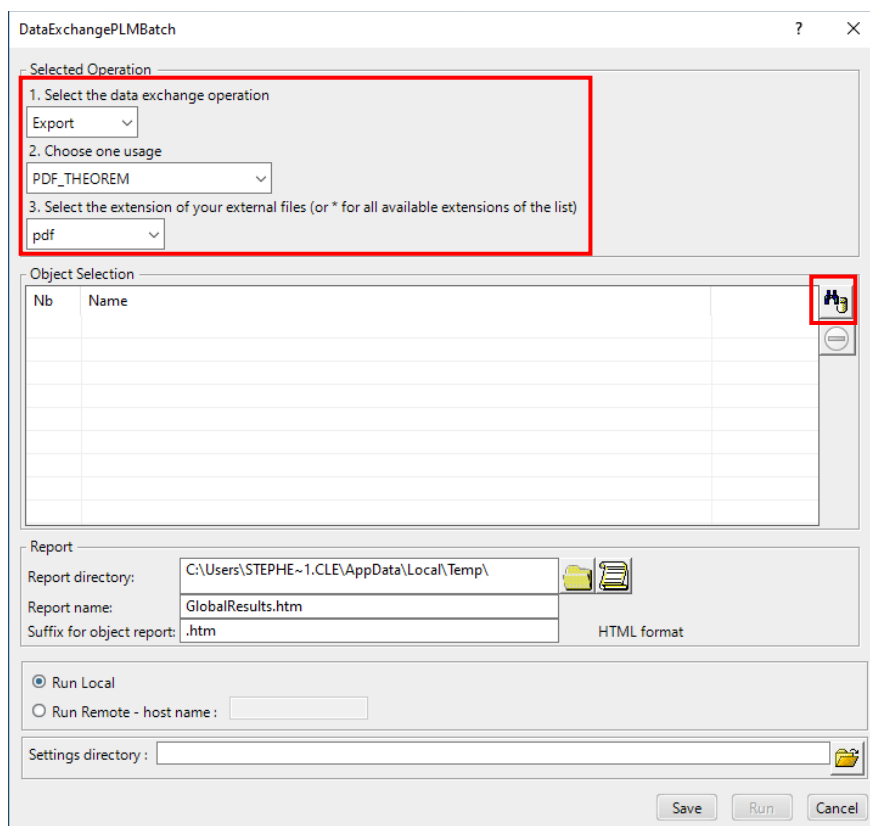 DataExchangePLMBatch ?
Selected Operation
1. Select the data exchange operation
Export
2. Choose one usage
PDF_THEOREM
3. Select the extension of your external files (or * for all available extensions of the list)
pdf
Object Selection
Nb Name
Report
Report directory: C:\Users\STEPHE~1.CLE\AppData\Local\Temp\
Report name: GlobalResults.htm
Suffix for object report: .htm HTML format
Run Local
Run Remote - host name :
Settings directory :
Save Run Cancel